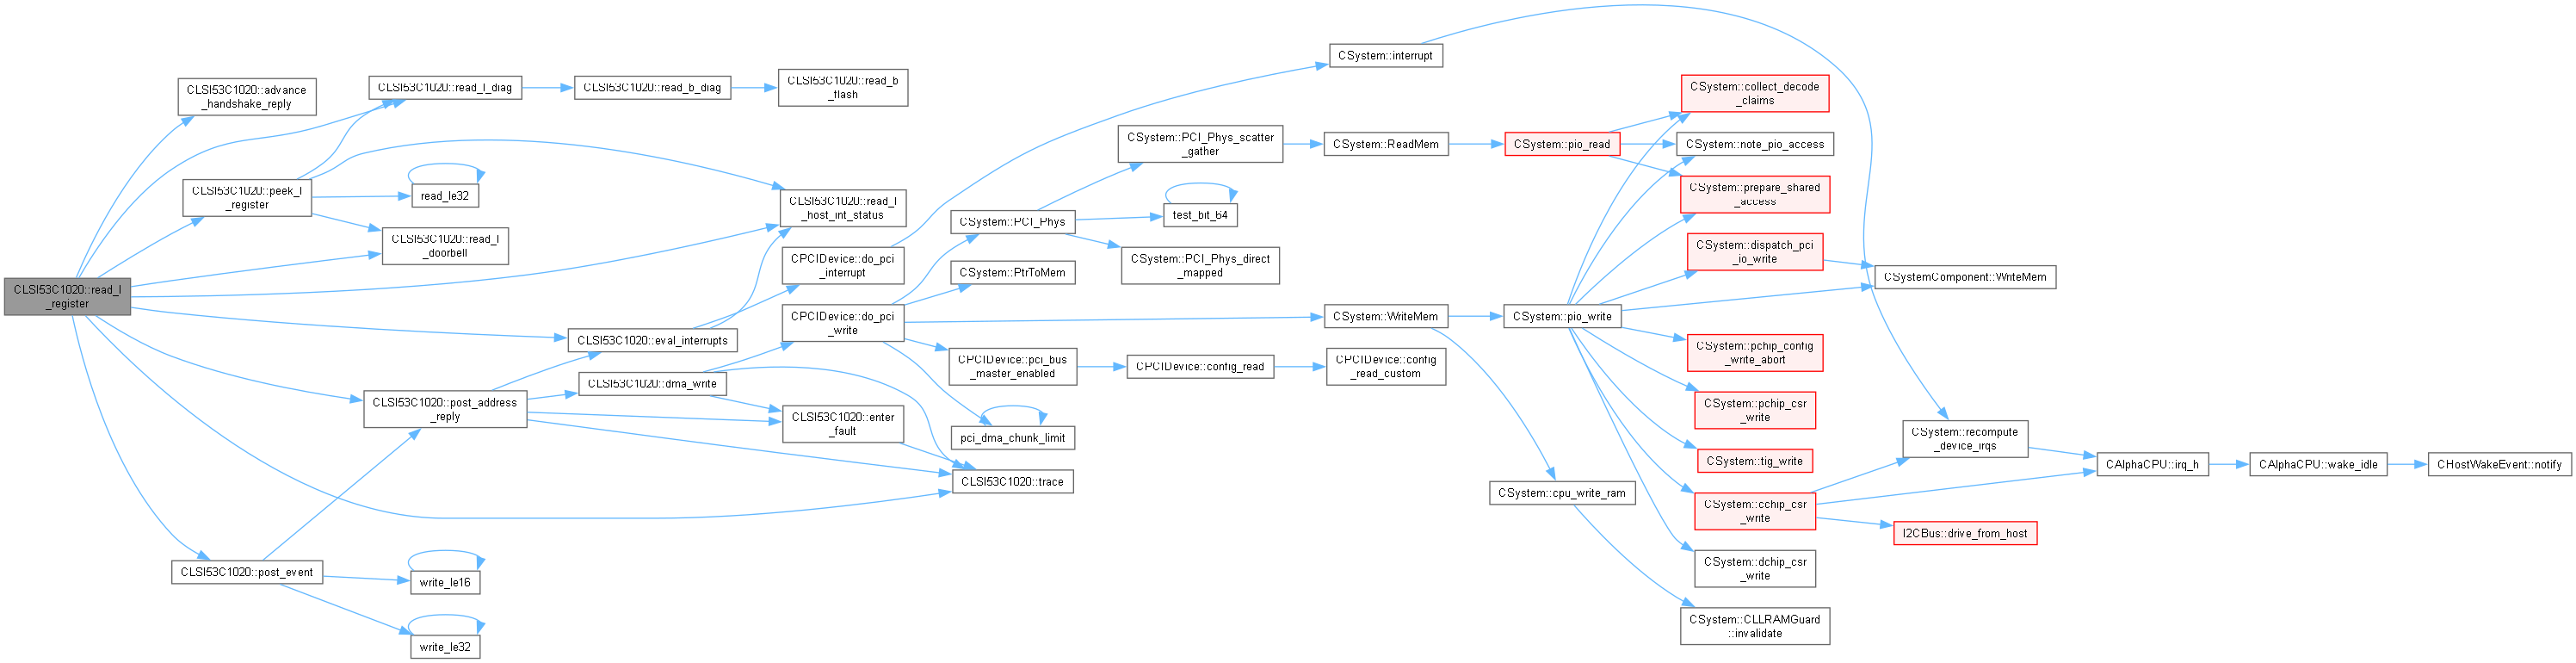 CLSI53C1020::read_l
_register
CLSI53C1020::advance
_handshake_reply
CLSI53C1020::peek_l
_register
CLSI53C1020::post_event
CLSI53C1020::read_l_diag
read_le32
CLSI53C1020::read_l
_doorbell
CLSI53C1020::post_address
_reply
write_le16
write_le32
CLSI53C1020::read_b_diag
CLSI53C1020::eval_interrupts
CLSI53C1020::dma_write
CLSI53C1020::read_b
_flash
CLSI53C1020::read_l
_host_int_status
CPCIDevice::do_pci
_interrupt
CPCIDevice::do_pci
_write
CLSI53C1020::enter
_fault
CSystem::PCI_Phys
CSystem::PtrToMem
CPCIDevice::pci_bus
_master_enabled
pci_dma_chunk_limit
CLSI53C1020::trace
CSystem::PCI_Phys_scatter
_gather
test_bit_64
CSystem::PCI_Phys_direct
_mapped
CPCIDevice::config_read
CSystem::interrupt
CSystem::ReadMem
CSystem::WriteMem
CPCIDevice::config
_read_custom
CSystem::pio_read
CSystem::pio_write
CSystem::cpu_write_ram
CSystem::collect_decode
_claims
CSystem::note_pio_access
CSystem::prepare_shared
_access
CSystem::dispatch_pci
_io_write
CSystem::pchip_config
_write_abort
CSystem::pchip_csr
_write
CSystem::tig_write
CSystem::cchip_csr
_write
CSystem::dchip_csr
_write
CSystem::CLLRAMGuard
::invalidate
CSystemComponent::WriteMem
CSystem::recompute
_device_irqs
I2CBus::drive_from_host
CAlphaCPU::irq_h
CAlphaCPU::wake_idle
CHostWakeEvent::notify